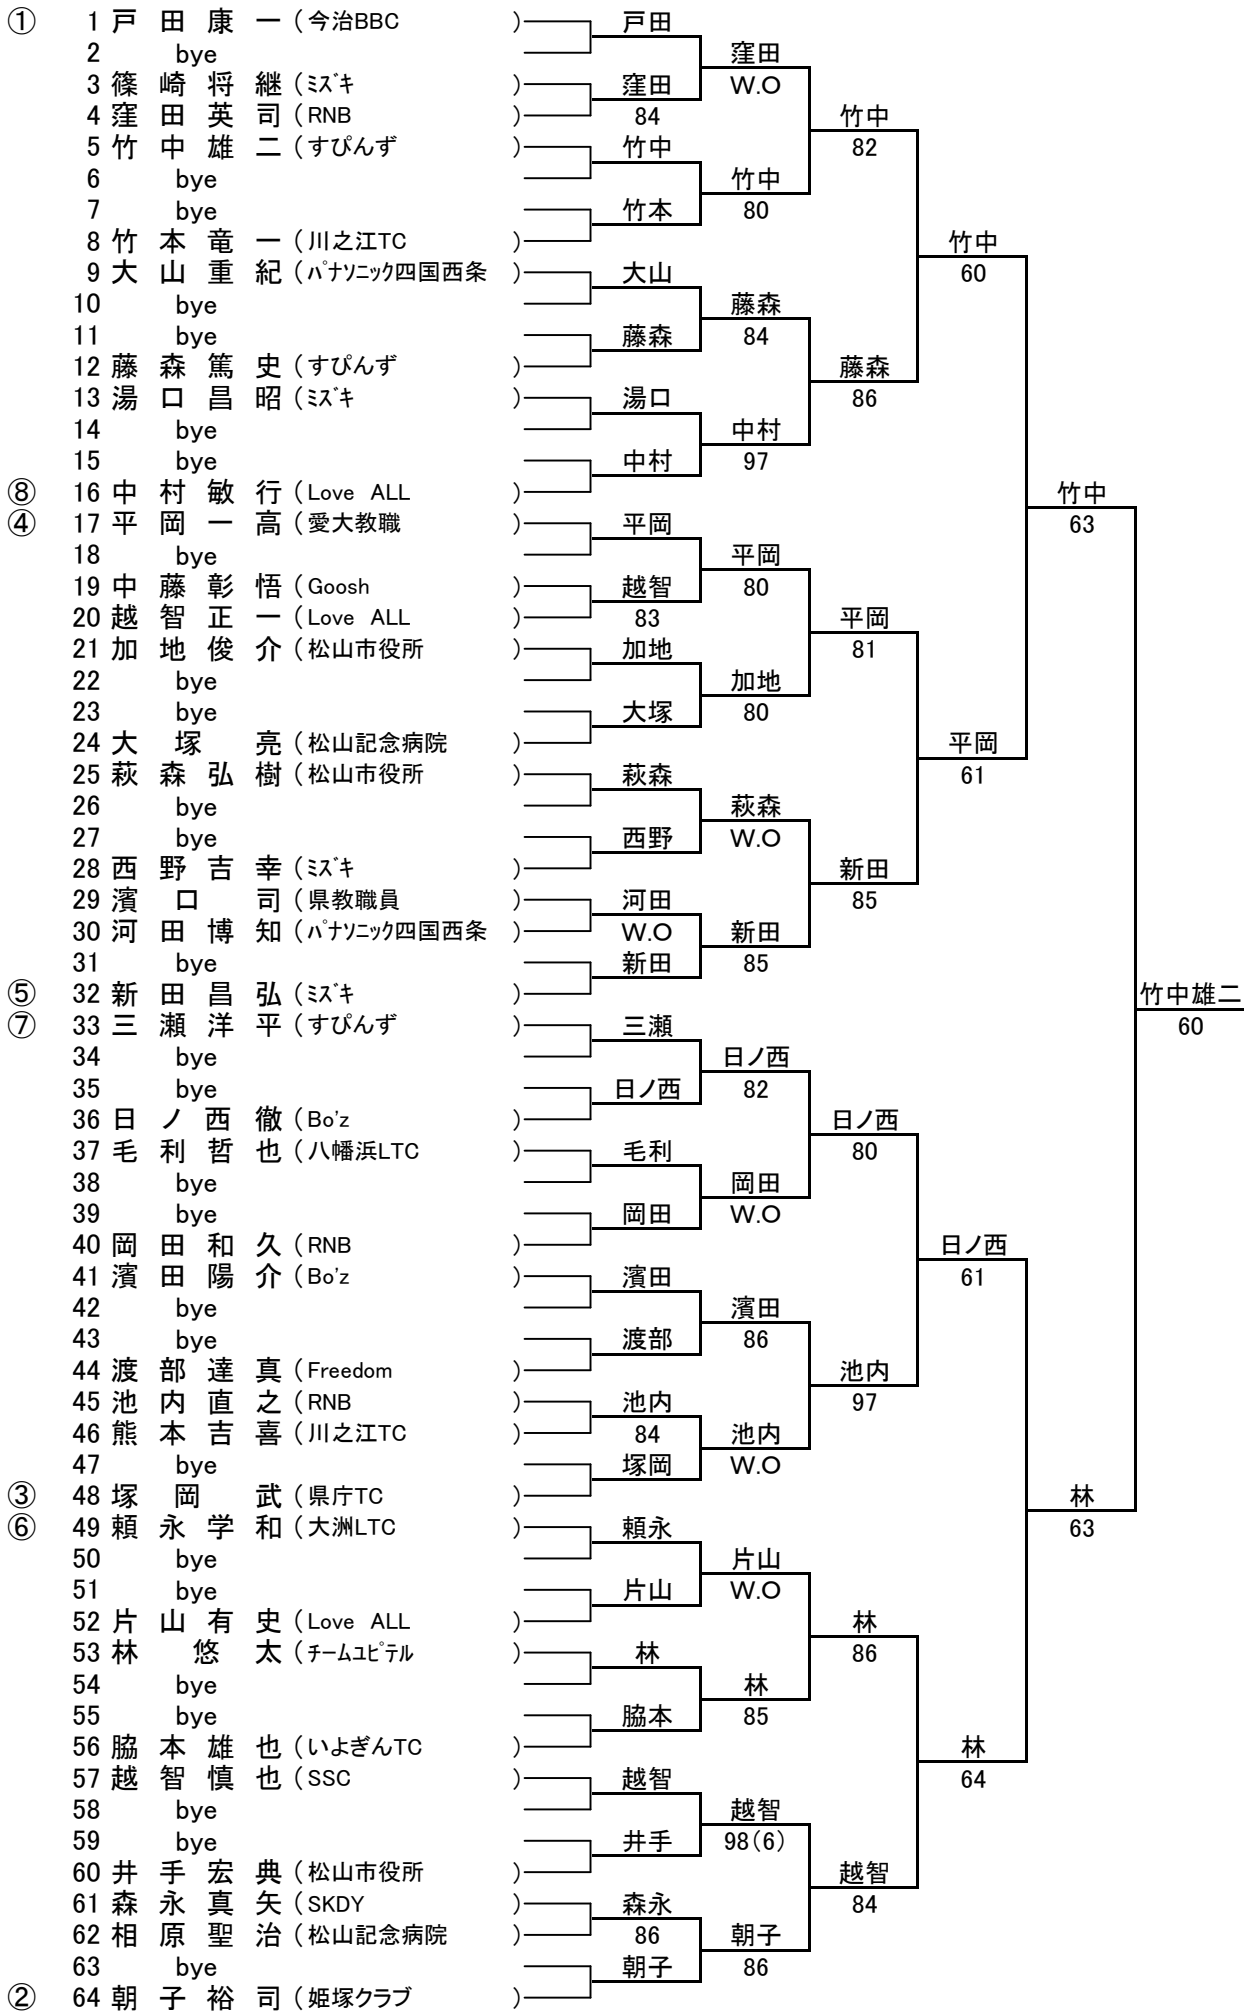 ① 1 戸田康一(今治BBC) 戸田
2 bye 窪田
3 篠崎将継(ミズキ) 窪田 W.O
4 窪田英司(RNB) 84 竹中
5 竹中雄二(すぴんず) 竹中 82
6 bye 竹中
7 bye 竹本 80
8 竹本竜一(川之江TC) 竹中
9 大山重紀(パナソニック四国西条) 大山 60
10 bye 藤森
11 bye 藤森 84
12 藤森篤史(すぴんず) 藤森
13 湯口昌昭(ミズキ) 湯口 86
14 bye 中村
15 bye 中村 97
⑧ 16 中村敏行(Love ALL) 竹中
④ 17 平岡一高(愛大教職) 平岡 63
18 bye 平岡
19 中藤彰悟(Goosh) 越智 80
20 越智正一(Love ALL) 83 平岡
21 加地俊介(松山市役所) 加地 81
22 bye 加地
23 bye 大塚 80
24 大塚亮(松山記念病院) 平岡
25 萩森弘樹(松山市役所) 萩森 61
26 bye 萩森
27 bye 西野 W.O
28 西野吉幸(ミズキ) 新田
29 濱口司(県教職員) 河田 85
30 河田博知(パナソニック四国西条) W.O 新田
31 bye 新田 85
⑤ 32 新田昌弘(ミズキ) 竹中雄二
⑦ 33 三瀬洋平(すぴんず) 三瀬 60
34 bye 日ノ西
35 bye 日ノ西 82
36 日ノ西徹(Bo'z) 日ノ西
37 毛利哲也(八幡浜LTC) 毛利 80
38 bye 岡田
39 bye 岡田 W.O
40 岡田和久(RNB) 日ノ西
41 濱田陽介(Bo'z) 濱田 61
42 bye 濱田
43 bye 渡部 86
44 渡部達真(Freedom) 池内
45 池内直之(RNB) 池内 97
46 熊本吉喜(川之江TC) 84 池内
47 bye 塚岡 W.O
③ 48 塚岡武(県庁TC) 林
⑥ 49 頼永学和(大洲LTC) 頼永 63
50 bye 片山
51 bye 片山 W.O
52 片山有史(Love ALL) 林
53 林悠太(チームユピテル) 林 86
54 bye 林
55 bye 脇本 85
56 脇本雄也(いよぎんTC) 林
57 越智慎也(SSC) 越智 64
58 bye 越智
59 bye 井手 98(6)
60 井手宏典(松山市役所) 越智
61 森永真矢(SKDY) 森永 84
62 相原聖治(松山記念病院) 86 朝子
63 bye 朝子 86
② 64 朝子裕司(姫塚クラブ)